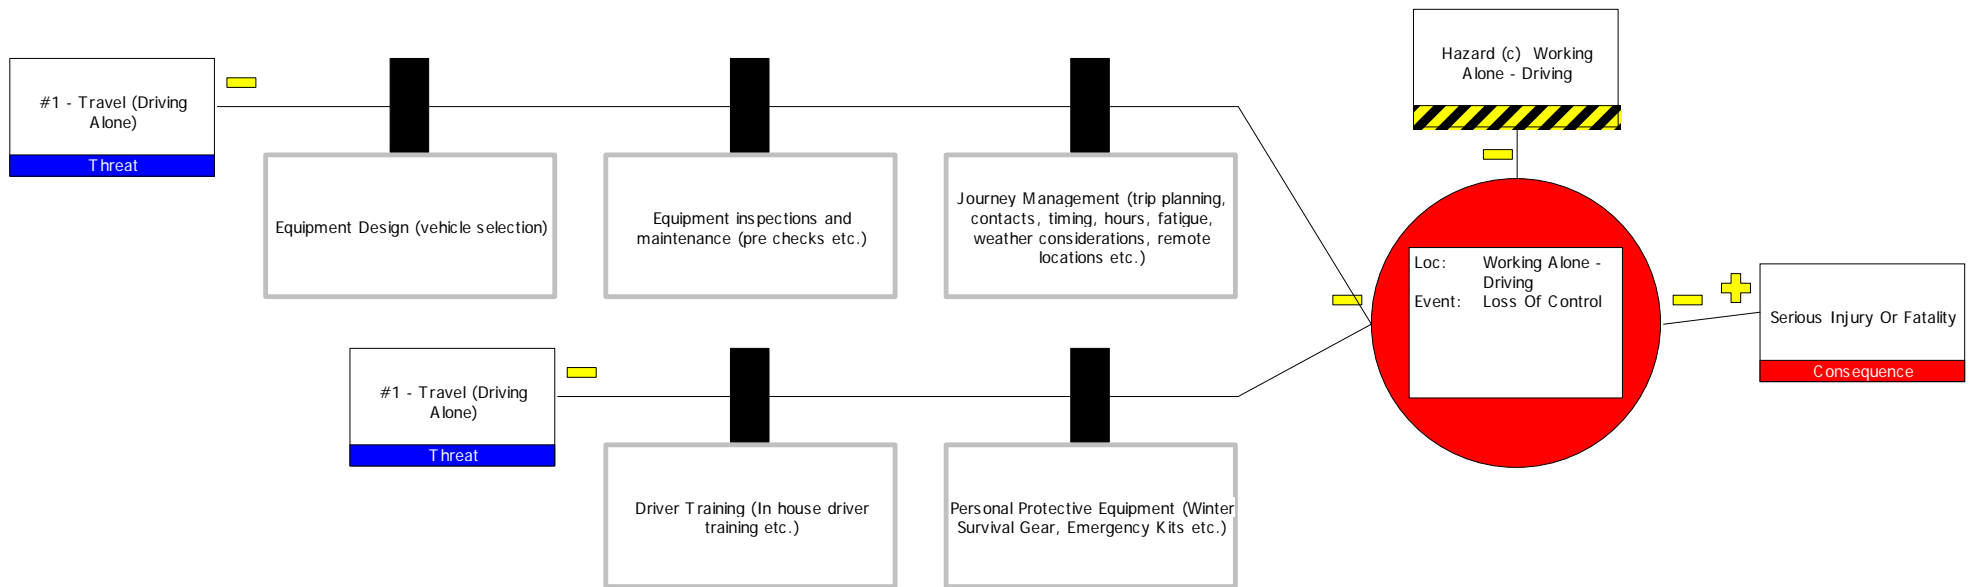 #1 - Travel (Driving
Alone)
Threat
Equipment Design (vehicle selection)
Equipment inspections and
maintenance (pre checks etc.)
Journey Management (trip planning,
contacts, timing, hours, fatigue,
weather considerations, remote
locations etc.)
Hazard (c) Working
Alone - Driving
Loc: Working Alone -
Driving
Event: Loss Of Control
Serious Injury Or Fatality
Consequence
#1 - Travel (Driving
Alone)
Threat
Driver Training (In house driver
training etc.)
Personal Protective Equipment (Winter
Survival Gear, Emergency Kits etc.)